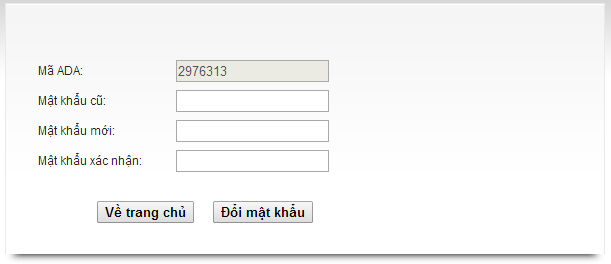 Mã ADA: 2976313
Mật khẩu cũ:
Mật khẩu mới:
Mật khẩu xác nhận:
Về trang chủ Đổi mật khẩu